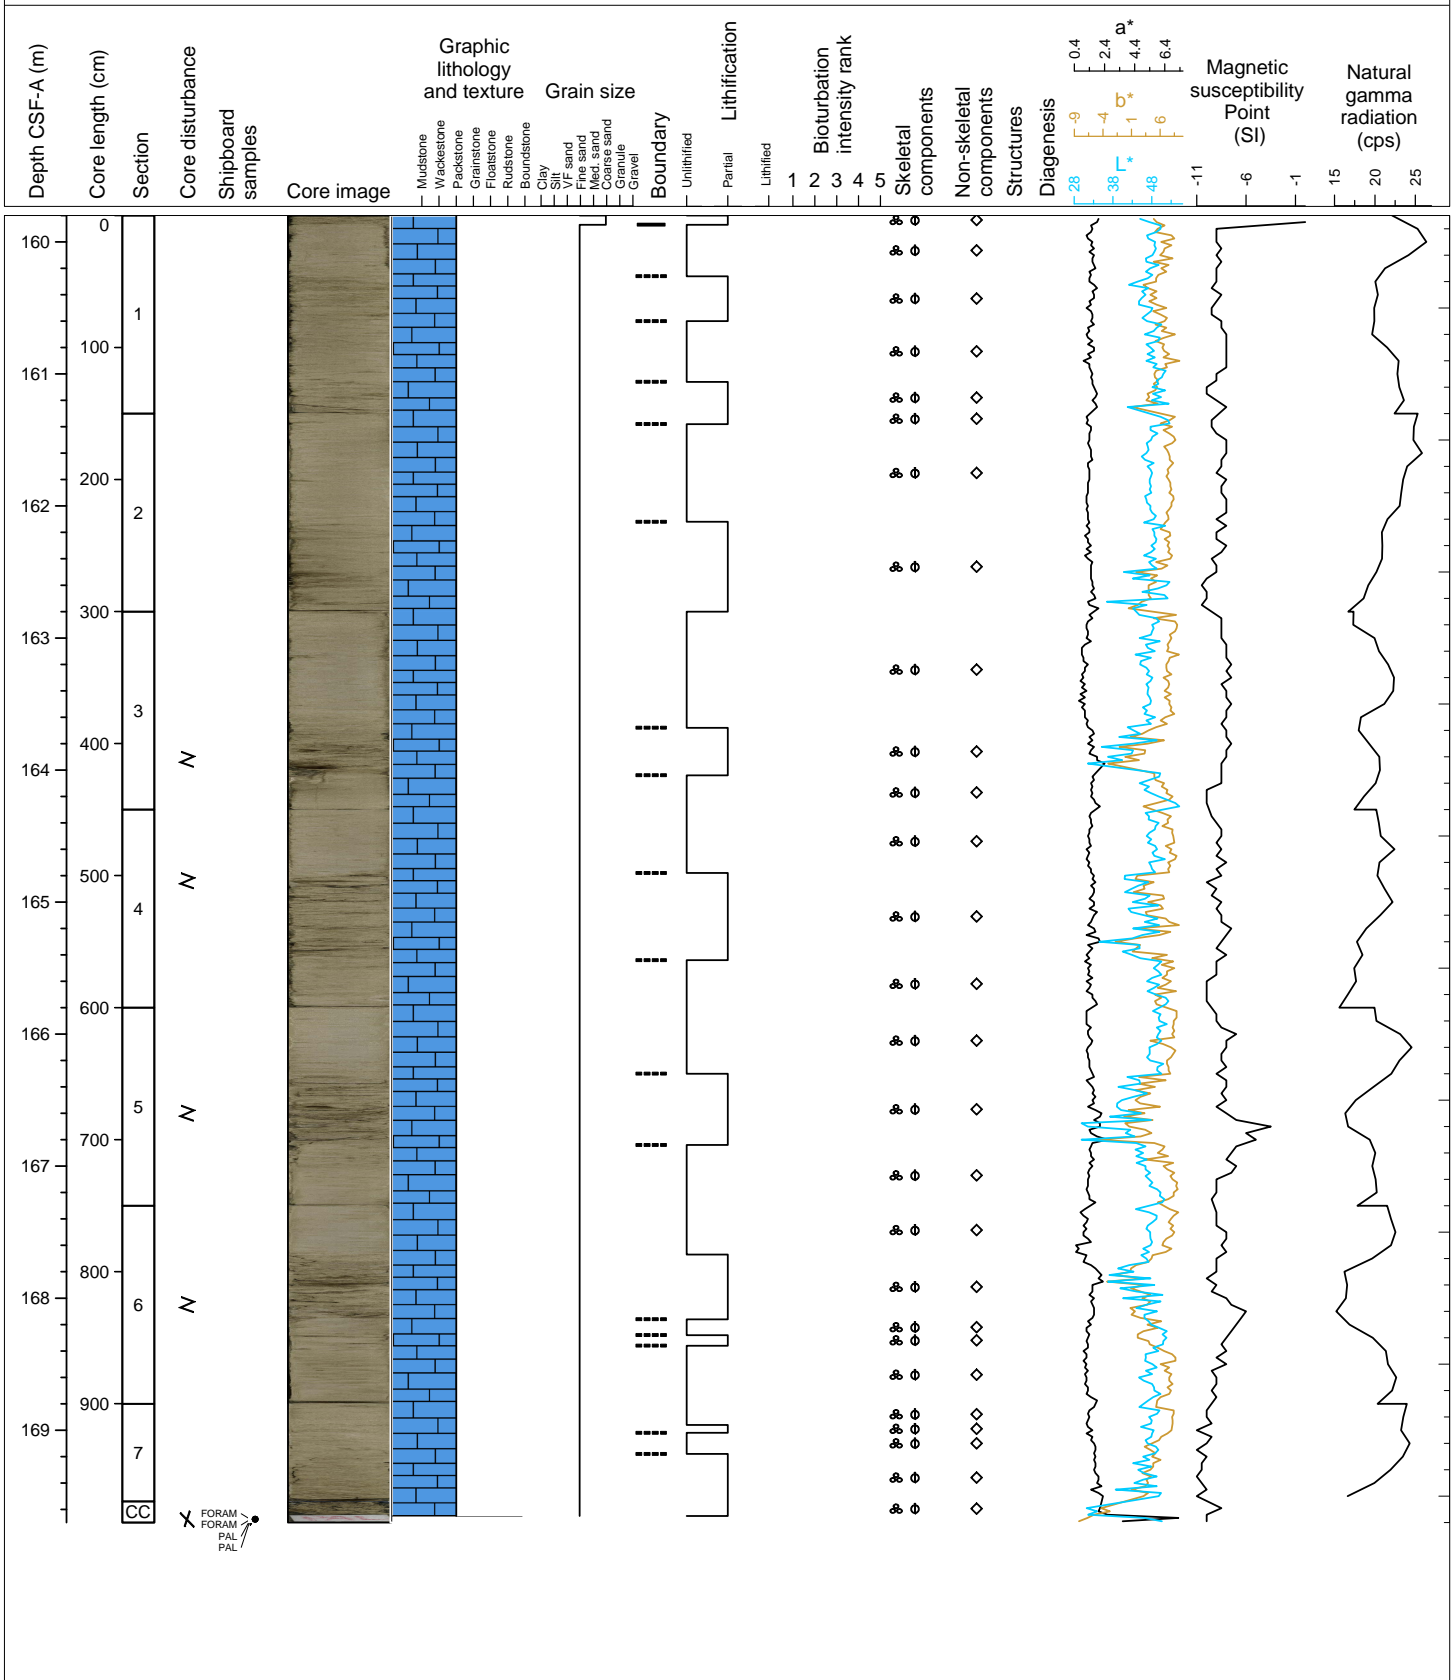 Depth CSF-A (m)
Core length (cm)
Section
Core disturbance
Shipboard
samples
Core image
Graphic
lithology
and texture
Mudstone
Wackestone
Packstone
Grainstone
Floatstone
Rudstone
Boundstone
Grain size
Clay
Silt
VF sand
Fine sand
Med. sand
Coarse sand
Granule
Gravel
Boundary
Lithification
Unlithified
Partial
Lithified
Bioturbation
intensity rank
1 2 3 4 5
Skeletal
components
Non-skeletal
components
Structures
Diagenesis
a*
0.4 2.4 4.4 6.4
b*
-9 -4 1 6
L*
28 38 48
Magnetic
susceptibility
Point
(SI)
-11 -6 -1
Natural
gamma
radiation
(cps)
15 20 25
0
160
1
100
161
200
162
2
300
163
3
400
164
500
165
4
600
166
5
700
167
800
168
6
900
169
7
CC
FORAM
FORAM
PAL
PAL